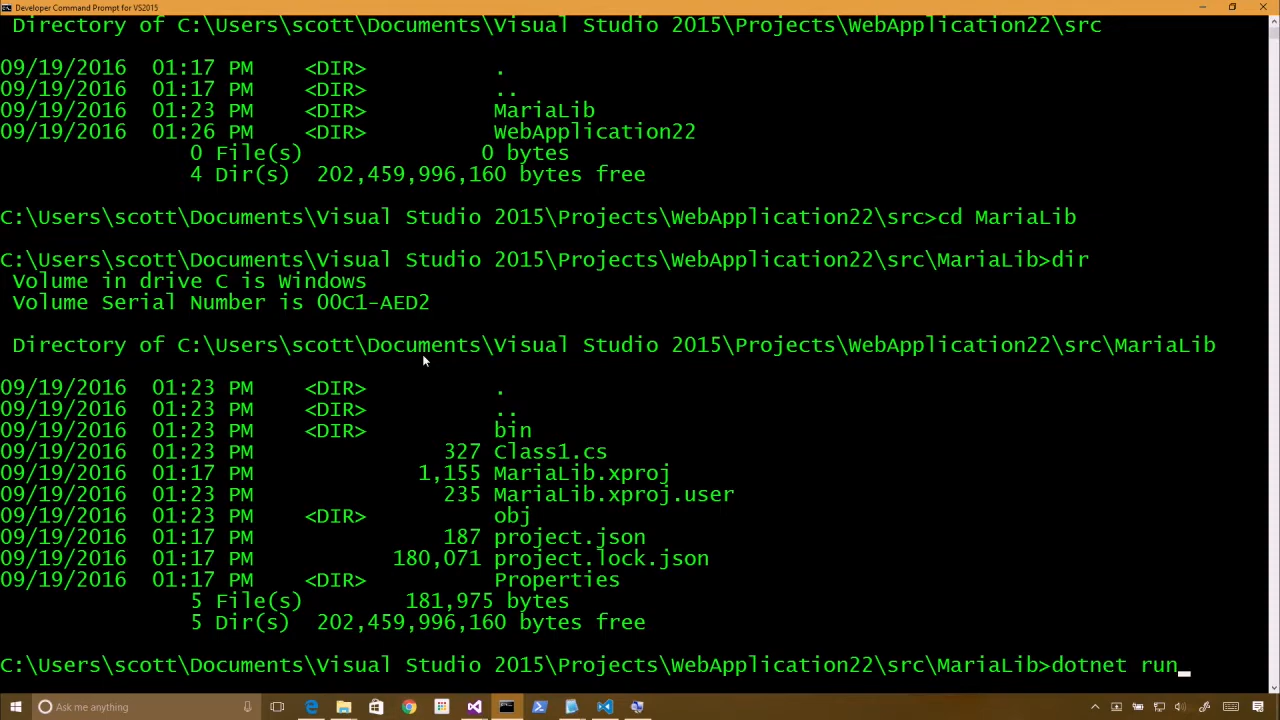 Developer Command Prompt for VS2015
Directory of C:\Users\scott\Documents\Visual Studio 2015\Projects\WebApplication22\src
09/19/2016  01:17 PM    <DIR>          .
09/19/2016  01:17 PM    <DIR>          ..
09/19/2016  01:23 PM    <DIR>          MariaLib
09/19/2016  01:26 PM    <DIR>          WebApplication22
0 File(s)              0 bytes
4 Dir(s)  202,459,996,160 bytes free
C:\Users\scott\Documents\Visual Studio 2015\Projects\WebApplication22\src>cd MariaLib
C:\Users\scott\Documents\Visual Studio 2015\Projects\WebApplication22\src\MariaLib>dir
Volume in drive C is Windows
Volume Serial Number is 00C1-AED2
Directory of C:\Users\scott\Documents\Visual Studio 2015\Projects\WebApplication22\src\MariaLib
09/19/2016  01:23 PM    <DIR>          .
09/19/2016  01:23 PM    <DIR>          ..
09/19/2016  01:23 PM    <DIR>          bin
09/19/2016  01:23 PM               327 Class1.cs
09/19/2016  01:17 PM             1,155 MariaLib.xproj
09/19/2016  01:23 PM               235 MariaLib.xproj.user
09/19/2016  01:23 PM    <DIR>          obj
09/19/2016  01:17 PM               187 project.json
09/19/2016  01:17 PM           180,071 project.lock.json
09/19/2016  01:17 PM    <DIR>          Properties
5 File(s)        181,975 bytes
5 Dir(s)  202,459,996,160 bytes free
C:\Users\scott\Documents\Visual Studio 2015\Projects\WebApplication22\src\MariaLib>dotnet run
Ask me anything